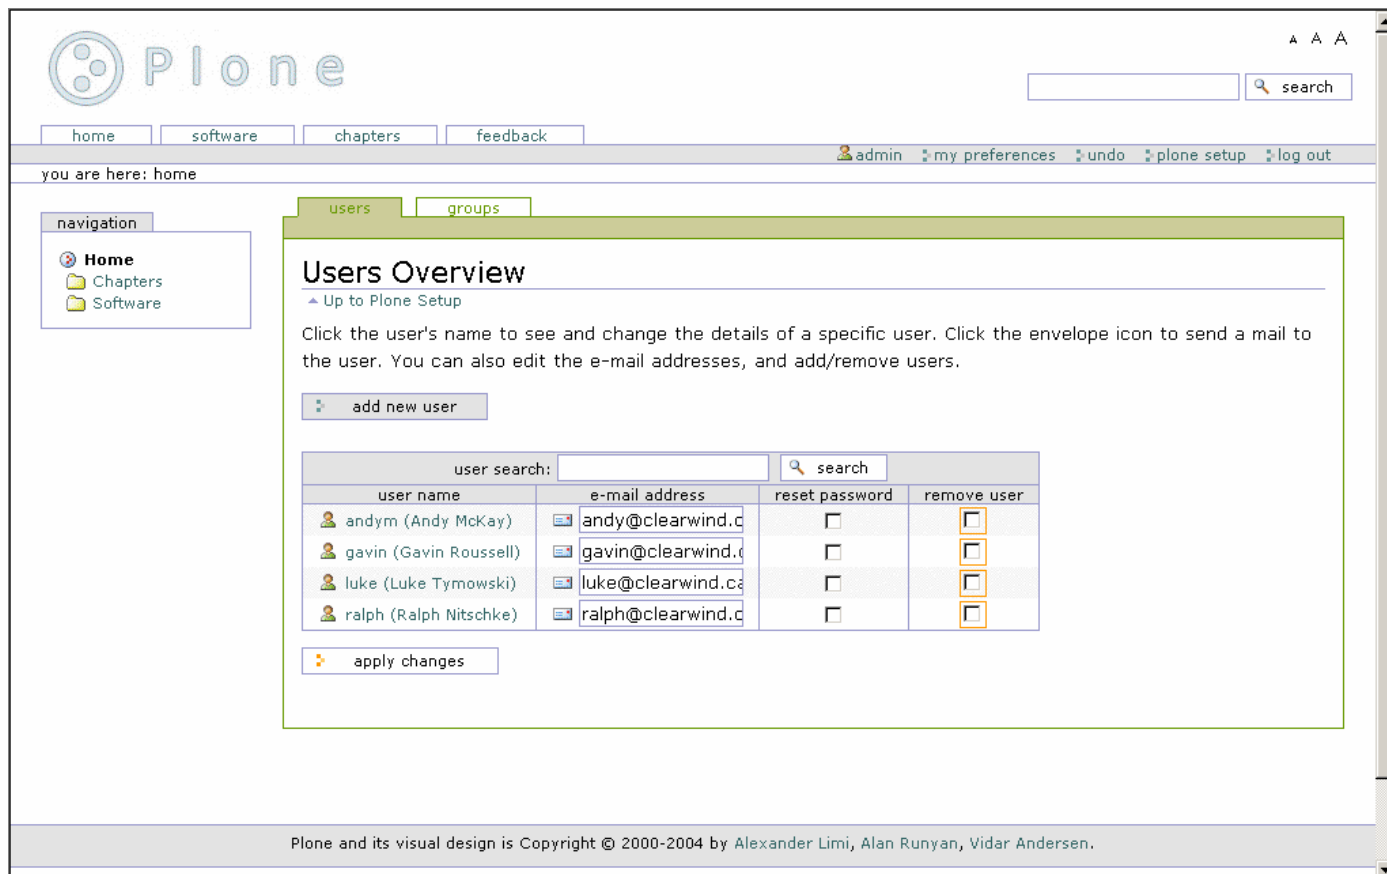 Plone
A A A
search
home software chapters feedback
admin my preferences undo plone setup log out
you are here: home
users groups
navigation
Home
Chapters
Software
Users Overview
Up to Plone Setup
Click the user's name to see and change the details of a specific user. Click the envelope icon to send a mail to
the user. You can also edit the e-mail addresses, and add/remove users.
add new user
user search: search
user name e-mail address reset password remove user
andym (Andy McKay) andy@clearwind.c
gavin (Gavin Roussell) gavin@clearwind.
luke (Luke Tymowski) luke@clearwind.ca
ralph (Ralph Nitschke) ralph@clearwind.c
apply changes
Plone and its visual design is Copyright © 2000-2004 by Alexander Limi, Alan Runyan, Vidar Andersen.